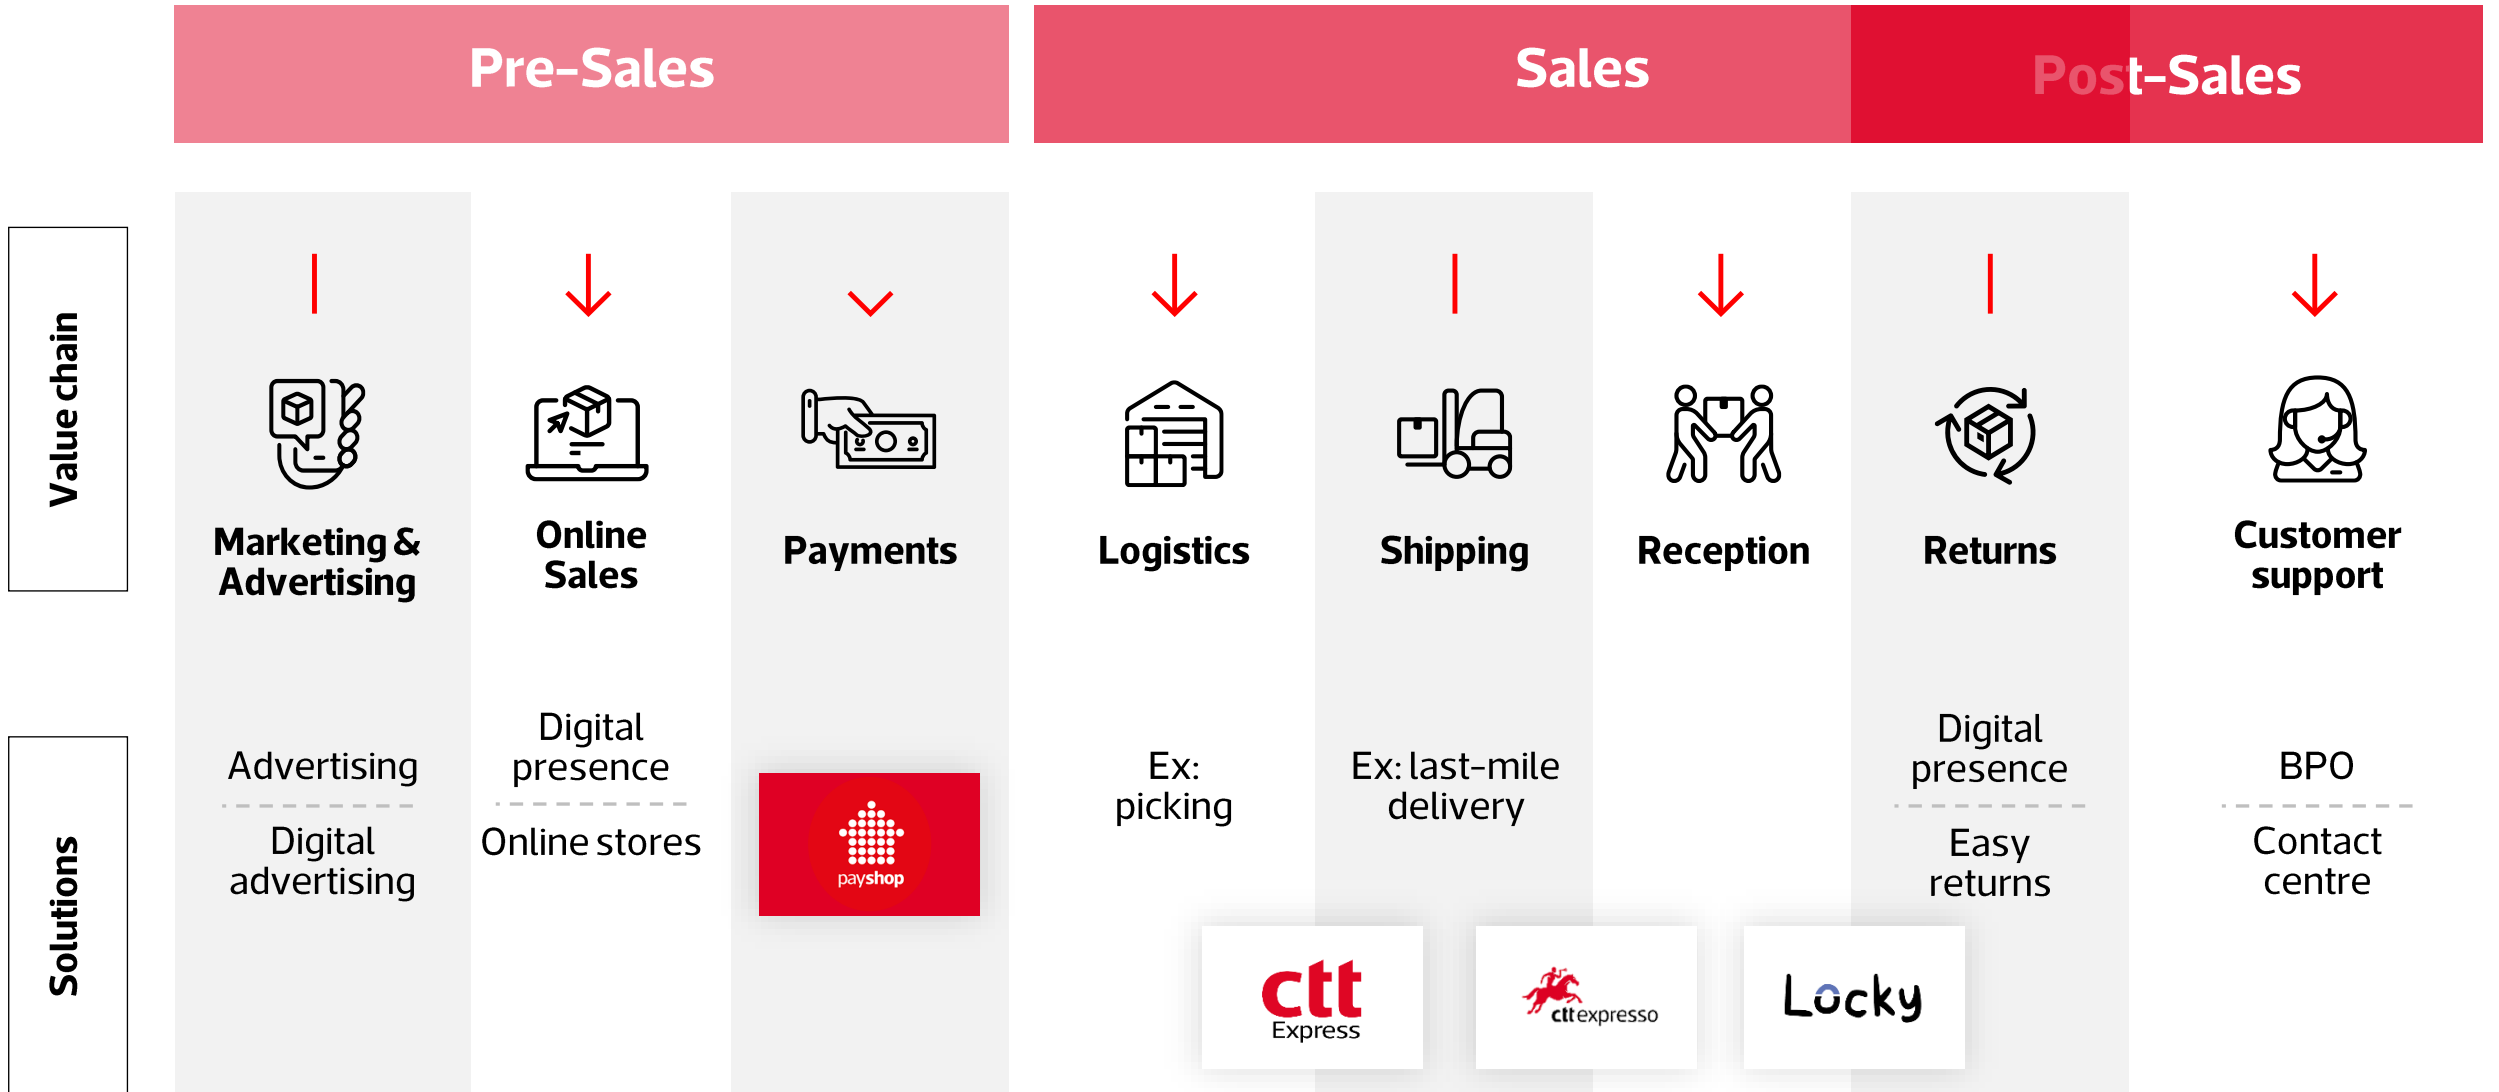 Pre-Sales
Sales
Post-Sales
Value chain
Marketing &
Advertising
Online
Sales
Payments
Logistics
Shipping
Reception
Returns
Customer
support
Solutions
Advertising
Digital
advertising
Digital
presence
Online stores
payshop
Ex:
picking
Ex: last-mile
delivery
Digital
presence
Easy
returns
BPO
Contact
centre
ctt
Express
cttexpresso
Locky